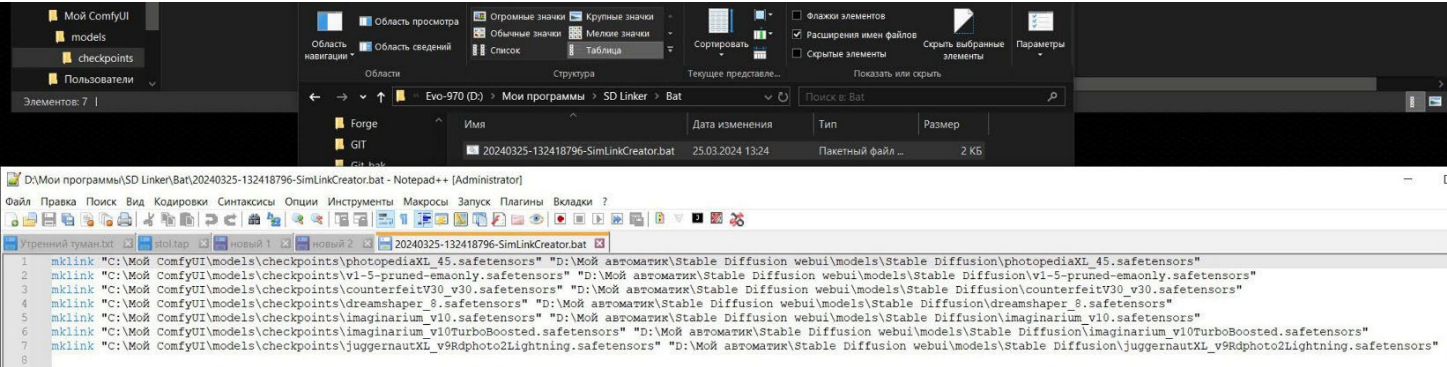 Мой ComfyUI
models
checkpoints
Пользователи
Элементов: 7
Область навигации
Область просмотра
Область сведений
Области
Огромные значки Крупные значки
Обычные значки Мелкие значки
Список Таблица
Структура
Сортировать
Текущее представле...
Флажки элементов
Расширения имен файлов
Скрытые элементы
Скрыть выбранные элементы
Показать или скрыть
Параметры
Evo-970 (D:) > Мои программы > SD Linker > Bat
Поиск в: Bat
Forge
GIT
Git-bak
Имя Дата изменения Тип Размер
20240325-132418796-SimLinkCreator.bat 25.03.2024 13:24 Пакетный файл ... 2 КБ
D:\Мои программы\SD Linker\Bat\20240325-132418796-SimLinkCreator.bat - Notepad++ [Administrator]
Файл Правка Поиск Вид Кодировки Синтаксисы Опции Инструменты Макросы Запуск Плагины Вкладки ?
Утренний туман.txt stol.tap новый 1 новый 2 20240325-132418796-SimLinkCreator.bat
1 mklink "C:\Мой ComfyUI\models\checkpoints\photopediaXL_45.safetensors" "D:\Мой автоматик\Stable Diffusion webui\models\Stable Diffusion\photopediaXL_45.safetensors"
2 mklink "C:\Мой ComfyUI\models\checkpoints\v1-5-pruned-emaonly.safetensors" "D:\Мой автоматик\Stable Diffusion webui\models\Stable Diffusion\v1-5-pruned-emaonly.safetensors"
3 mklink "C:\Мой ComfyUI\models\checkpoints\counterfeitV30_v30.safetensors" "D:\Мой автоматик\Stable Diffusion webui\models\Stable Diffusion\counterfeitV30_v30.safetensors"
4 mklink "C:\Мой ComfyUI\models\checkpoints\dreamshaper_8.safetensors" "D:\Мой автоматик\Stable Diffusion webui\models\Stable Diffusion\dreamshaper_8.safetensors"
5 mklink "C:\Мой ComfyUI\models\checkpoints\imaginarium_v10.safetensors" "D:\Мой автоматик\Stable Diffusion webui\models\Stable Diffusion\imaginarium_v10.safetensors"
6 mklink "C:\Мой ComfyUI\models\checkpoints\imaginarium_v10TurboBoosted.safetensors" "D:\Мой автоматик\Stable Diffusion webui\models\Stable Diffusion\imaginarium_v10TurboBoosted.safetensors"
7 mklink "C:\Мой ComfyUI\models\checkpoints\juggernautXL_v9Rdphoto2Lightning.safetensors" "D:\Мой автоматик\Stable Diffusion webui\models\Stable Diffusion\juggernautXL_v9Rdphoto2Lightning.safetensors"
8